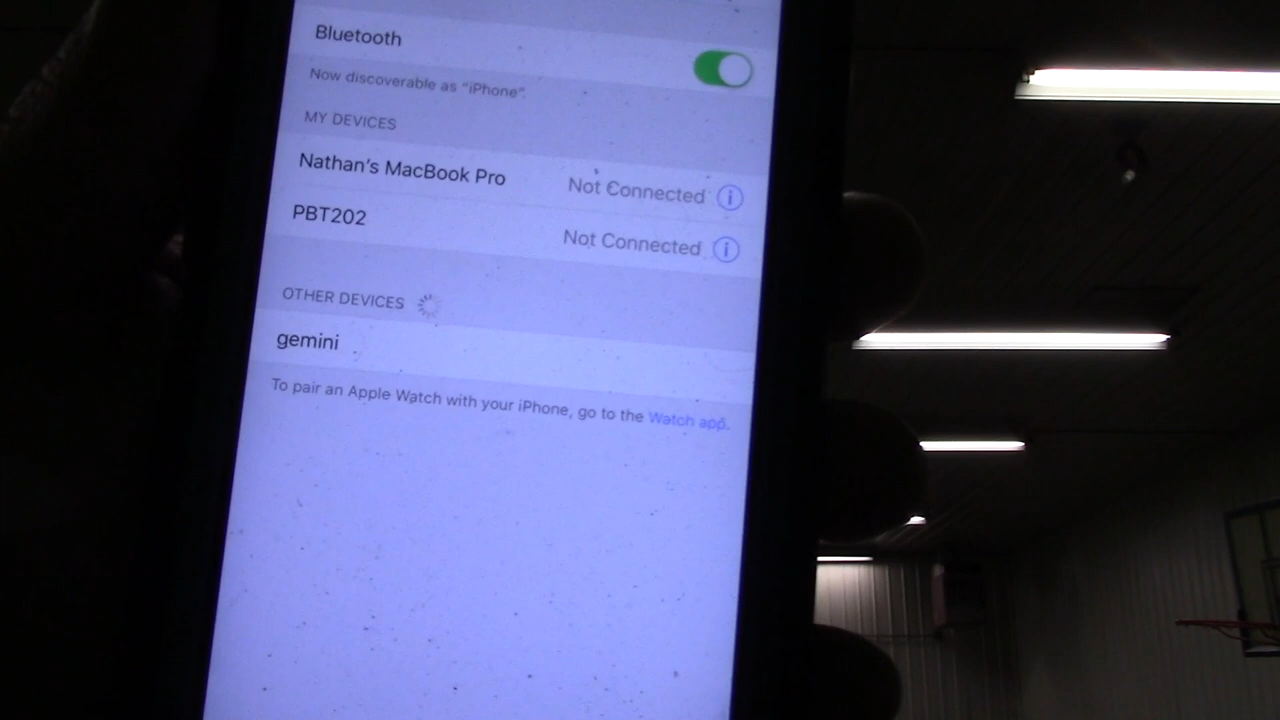 Bluetooth
Now discoverable as “iPhone”.
MY DEVICES
Nathan’s MacBook Pro Not Connected i
PBT202 Not Connected i
OTHER DEVICES
gemini
To pair an Apple Watch with your iPhone, go to the Watch app.